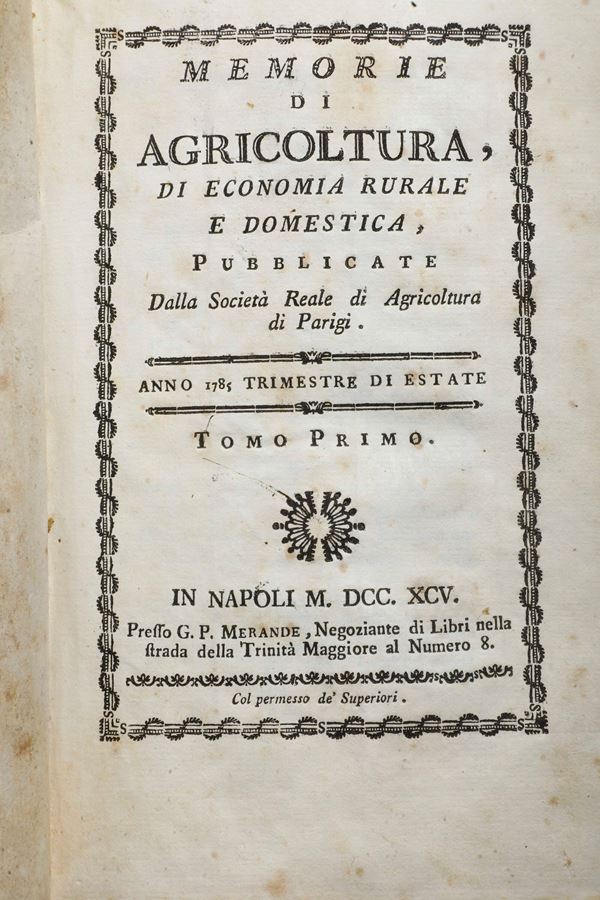 MEMORIE
DI
AGRICOLTURA,
DI ECONOMIA RURALE
E DOMESTICA,
PUBBLICATE
Dalla Società Reale di Agricoltura
di Parigi.
ANNO 1785 TRIMESTRE DI ESTATE
TOMO PRIMO.
IN NAPOLI M. DCC. XCV.
Preſſo G. P. MERANDE, Negoziante di Libri nella
ſtrada della Trinità Maggiore al Numero 8.
Col permesso de' Superiori.